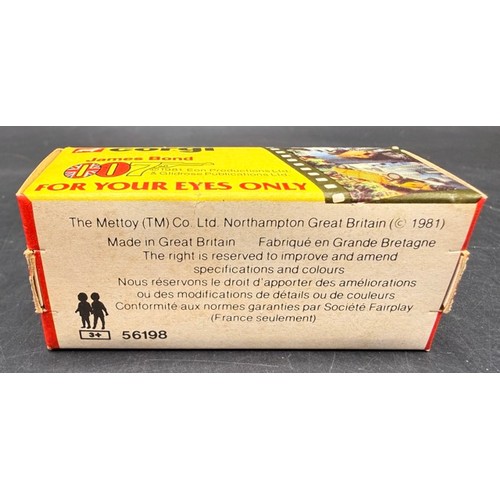 corgi
James Bond
007
© 1981 Eon Productions Ltd
& Glidrose Publications Ltd
FOR YOUR EYES ONLY
The Mettoy (TM) Co. Ltd. Northampton Great Britain (© 1981)
Made in Great Britain Fabriqué en Grande Bretagne
The right is reserved to improve and amend
specifications and colours
Nous réservons le droit d'apporter des améliorations
ou des modifications de détails ou de couleurs
Conformité aux normes garanties par Société Fairplay
(France seulement)
3+ 56198